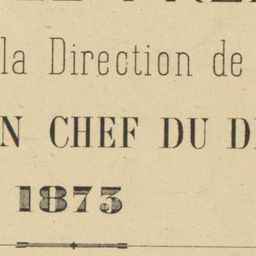 la Direction de
N CHEF DU D
1873